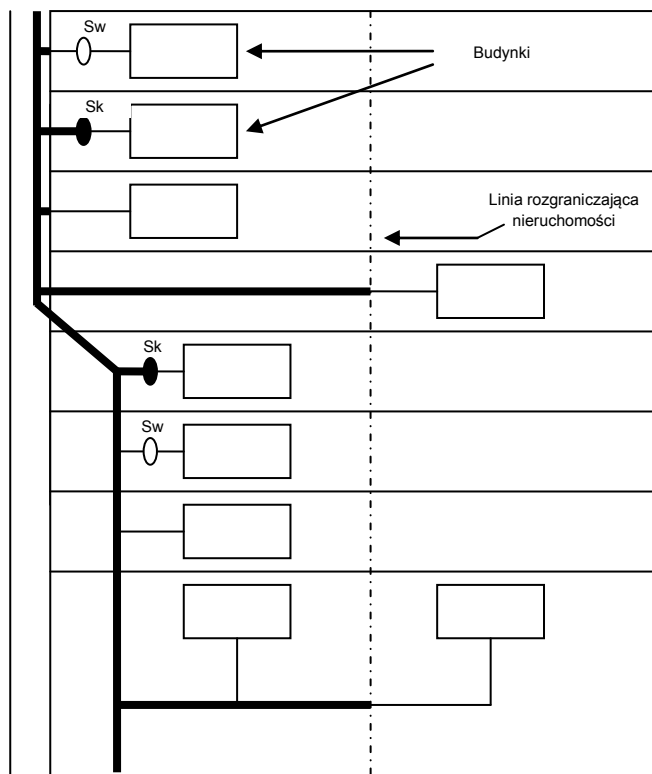 Sw
Budynki
Sk
Linia rozgraniczająca
nieruchomości
Sk
Sw